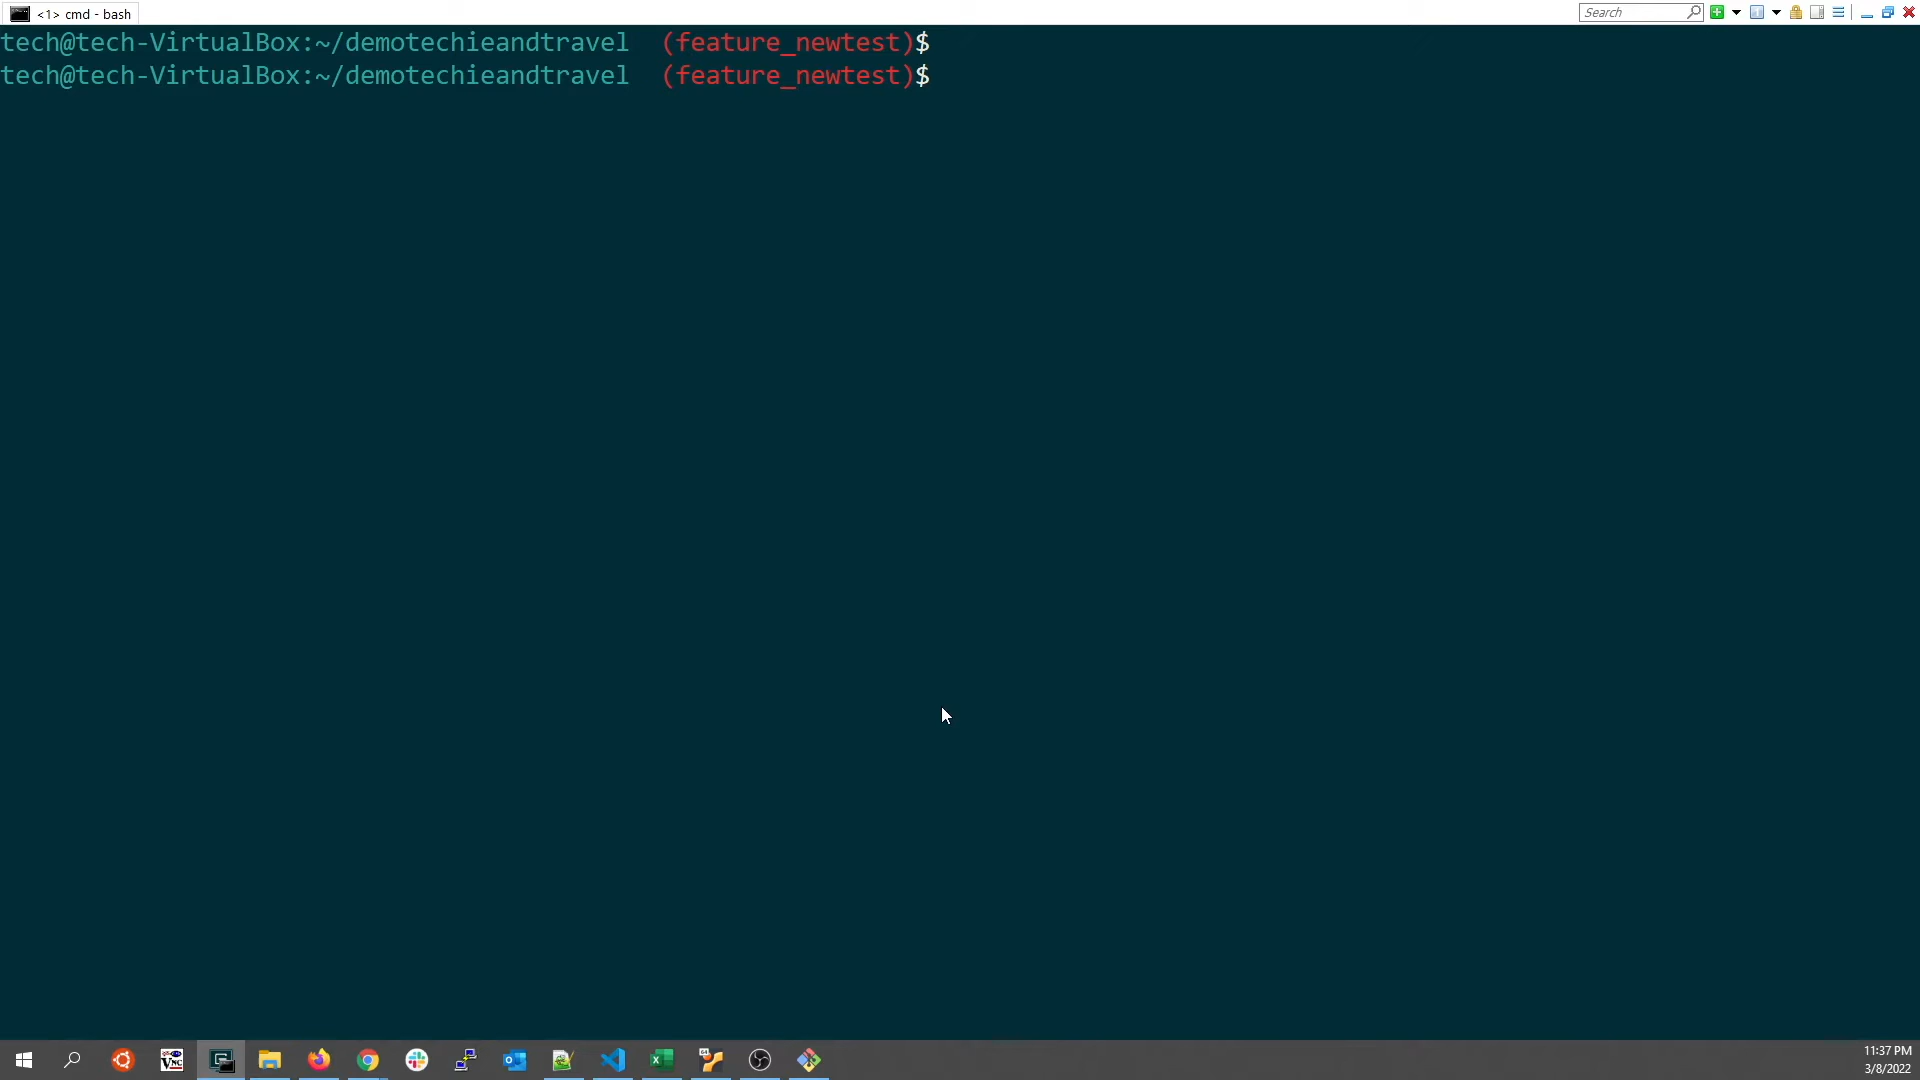 <1> cmd - bash
Search
tech@tech-VirtualBox:~/demotechieandtravel  (feature_newtest)$
tech@tech-VirtualBox:~/demotechieandtravel  (feature_newtest)$
11:37 PM
3/8/2022